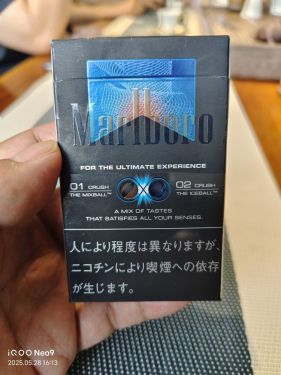 Marlboro
FOR THE ULTIMATE EXPERIENCE
01 CRUSH
THE MIXBALL™
02 CRUSH
THE ICEBALL™
A MIX OF TASTES
THAT SATISFIES ALL YOUR SENSES.
人により程度は異なりますが、
ニコチンにより喫煙への依存
が生じます。
iQOO Neo9
2025.05.28 16:13